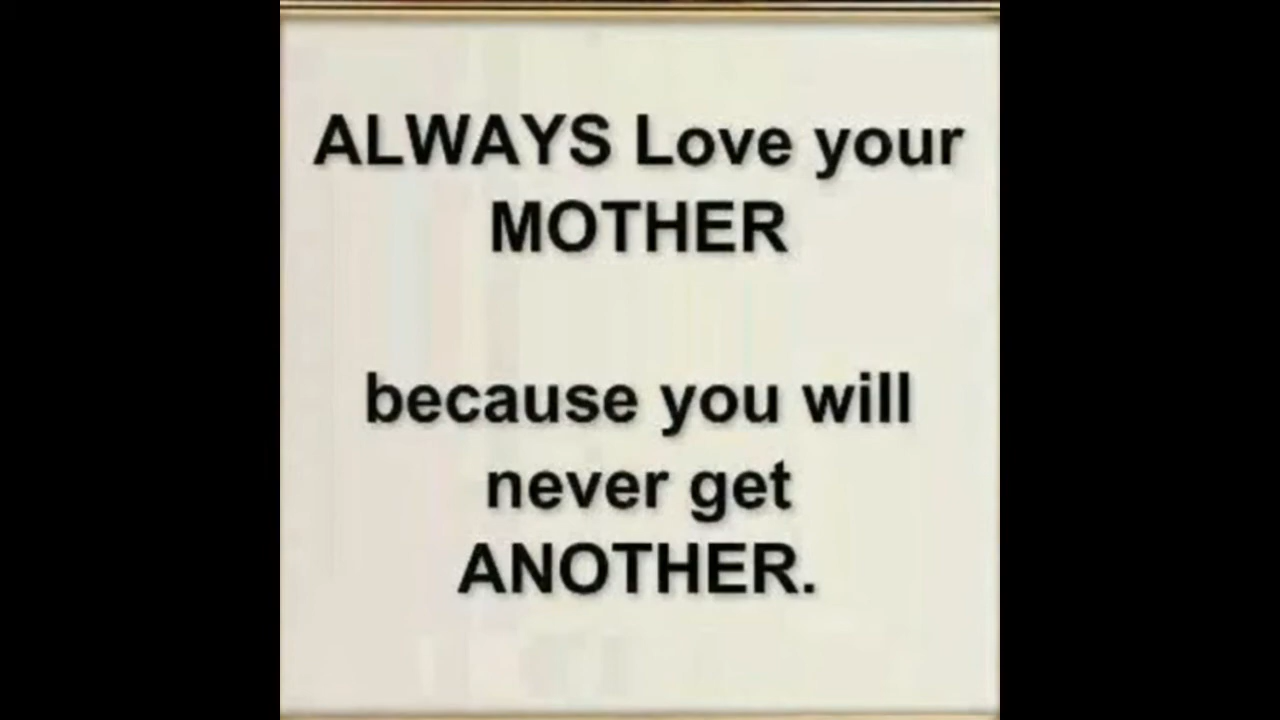 ALWAYS Love your
MOTHER
because you will
never get
ANOTHER.